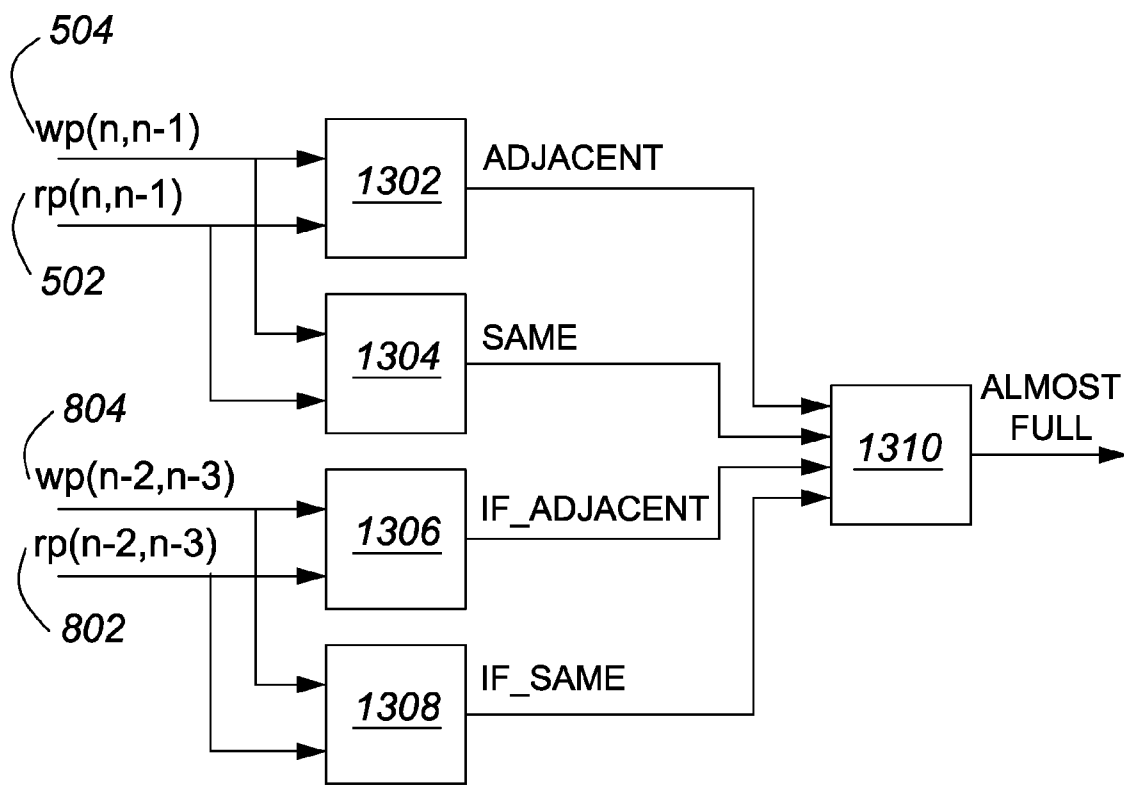 504
wp(n,n-1)
rp(n,n-1)
502
1302
ADJACENT
1304
SAME
804
wp(n-2,n-3)
rp(n-2,n-3)
802
1306
IF_ADJACENT
1308
IF_SAME
1310
ALMOST
FULL